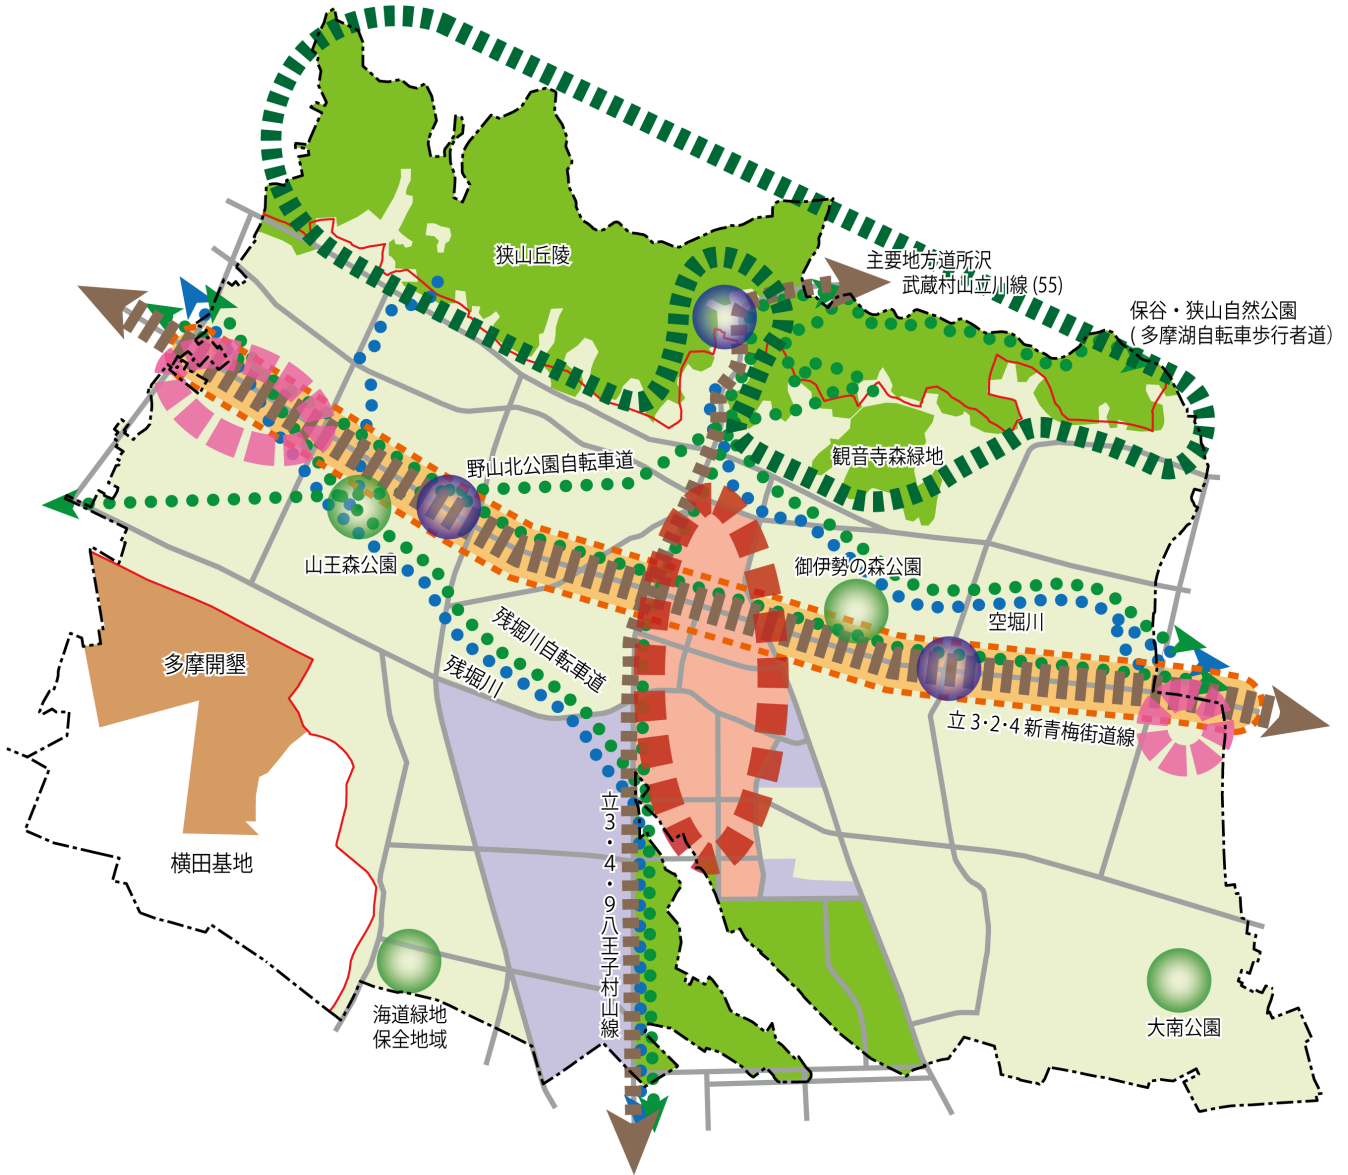 狭山丘陵
主要地方道所沢
武蔵村山立川線 (55)
保谷・狭山自然公園
( 多摩湖自転車歩行者道)
観音寺森緑地
野山北公園自転車道
山王森公園
御伊勢の森公園
空堀川
残堀川自転車道
残堀川
多摩開墾
立 3・2・4 新青梅街道線
立3・4・9八王子村山線
横田基地
海道緑地
保全地域
大南公園